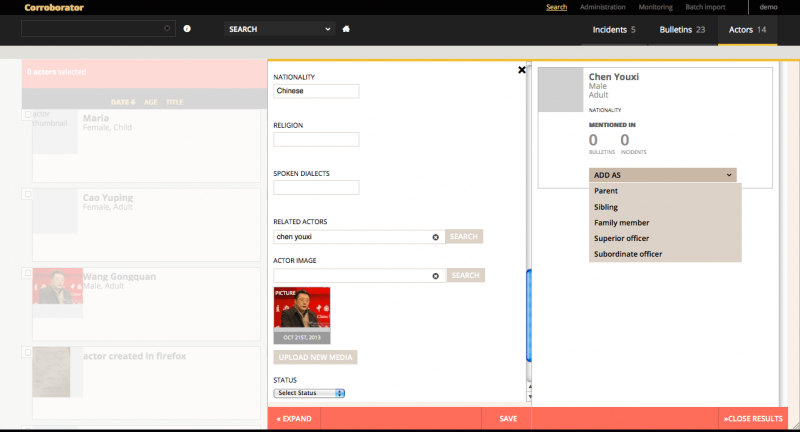 Corroborator
Search Administration Monitoring Batch Import demo
SEARCH
Incidents 5 Bulletins 23 Actors 14
0 actors selected
DATE AGE TITLE
actor thumbnail
Maria
Female, Child
Cao Yuping
Female, Adult
Wang Gongquan
Male, Adult
actor created in firefox
NATIONALITY
Chinese
RELIGION
SPOKEN DIALECTS
RELATED ACTORS
chen youxi SEARCH
ACTOR IMAGE
SEARCH
PICTURE
OCT 21ST, 2013
UPLOAD NEW MEDIA
STATUS
Select Status
« EXPAND SAVE
Chen Youxi
Male
Adult
NATIONALITY
MENTIONED IN
0 0
BULLETINS INCIDENTS
ADD AS
Parent
Sibling
Family member
Superior officer
Subordinate officer
»CLOSE RESULTS